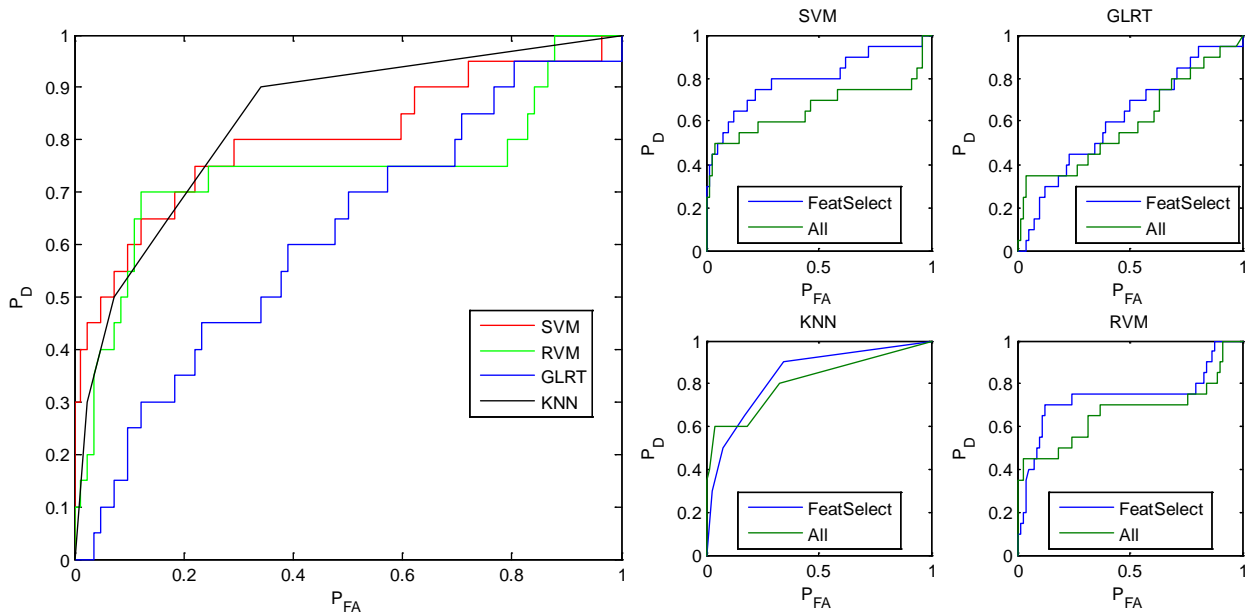 1
0.9
0.8
0.7
0.6
0.5
0.4
0.3
0.2
0.1
0
P_D
0 0.2 0.4 0.6 0.8 1
P_FA
SVM
RVM
GLRT
KNN
SVM
1
0.8
0.6
0.4
0.2
0
P_D
FeatSelect
All
0 0.5 1
P_FA
GLRT
1
0.8
0.6
0.4
0.2
0
P_D
FeatSelect
All
0 0.5 1
P_FA
KNN
1
0.8
0.6
0.4
0.2
0
P_D
FeatSelect
All
0 0.5 1
P_FA
RVM
1
0.8
0.6
0.4
0.2
0
P_D
FeatSelect
All
0 0.5 1
P_FA